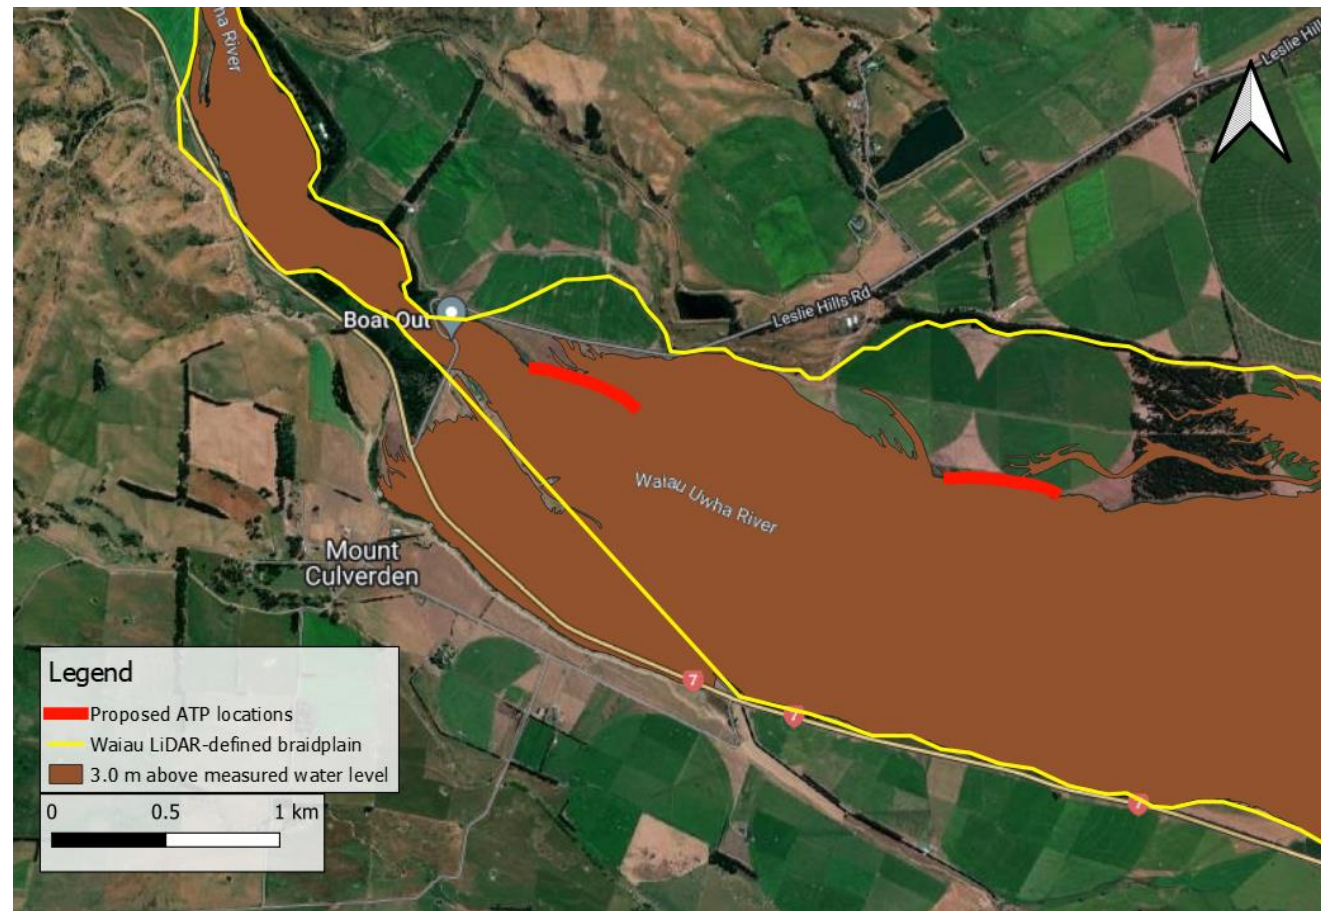 ha River
Leslie Hill
Leslie Hills Rd
Boat Out
Waiau Uwha River
Mount
Culverden
7
7
7
Legend
Proposed ATP locations
Waiau LiDAR-defined braidplain
3.0 m above measured water level
0 0.5 1 km